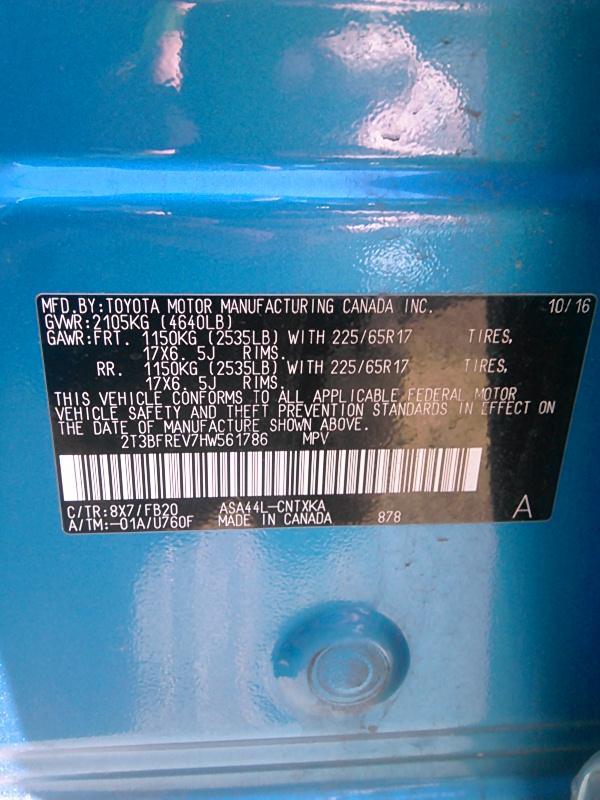 MFD.BY:TOYOTA MOTOR MANUFACTURING CANADA INC. 10/16
GVWR:2105KG (4640LB)
GAWR:FRT. 1150KG (2535LB) WITH 225/65R17 TIRES,
17X6. 5J RIMS.
RR. 1150KG (2535LB) WITH 225/65R17 TIRES,
17X6. 5J RIMS.
THIS VEHICLE CONFORMS TO ALL APPLICABLE FEDERAL MOTOR
VEHICLE SAFETY AND THEFT PREVENTION STANDARDS IN EFFECT ON
THE DATE OF MANUFACTURE SHOWN ABOVE.
2T3BFREV7HW561786 MPV
C/TR:8X7/FB20 ASA44L-CNTXKA
A/TM:-01A/U760F MADE IN CANADA 878 A